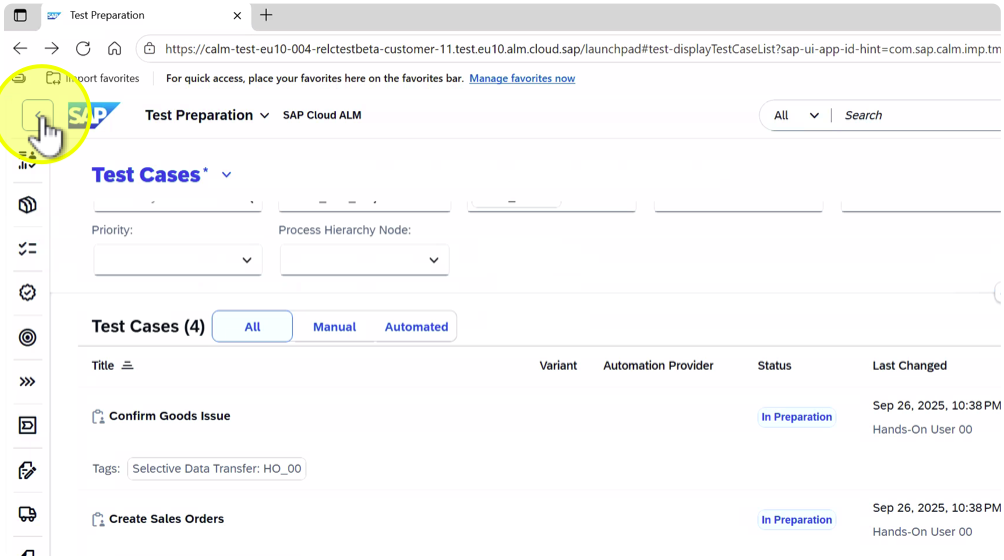 Test Preparation
https://calm-test-eu10-004-relctestbeta-customer-11.test.eu10.alm.cloud.sap/launchpad#test-displayTestCaseList?sap-ui-app-id-hint=com.sap.calm.imp.tm
Import favorites
For quick access, place your favorites here on the favorites bar. Manage favorites now
SAP
Test Preparation
SAP Cloud ALM
All
Search
Test Cases*
Priority:
Process Hierarchy Node:
Test Cases (4)
All
Manual
Automated
Title
Variant
Automation Provider
Status
Last Changed
Confirm Goods Issue
In Preparation
Sep 26, 2025, 10:38 PM
Hands-On User 00
Tags:
Selective Data Transfer: HO_00
Create Sales Orders
In Preparation
Sep 26, 2025, 10:38 PM
Hands-On User 00